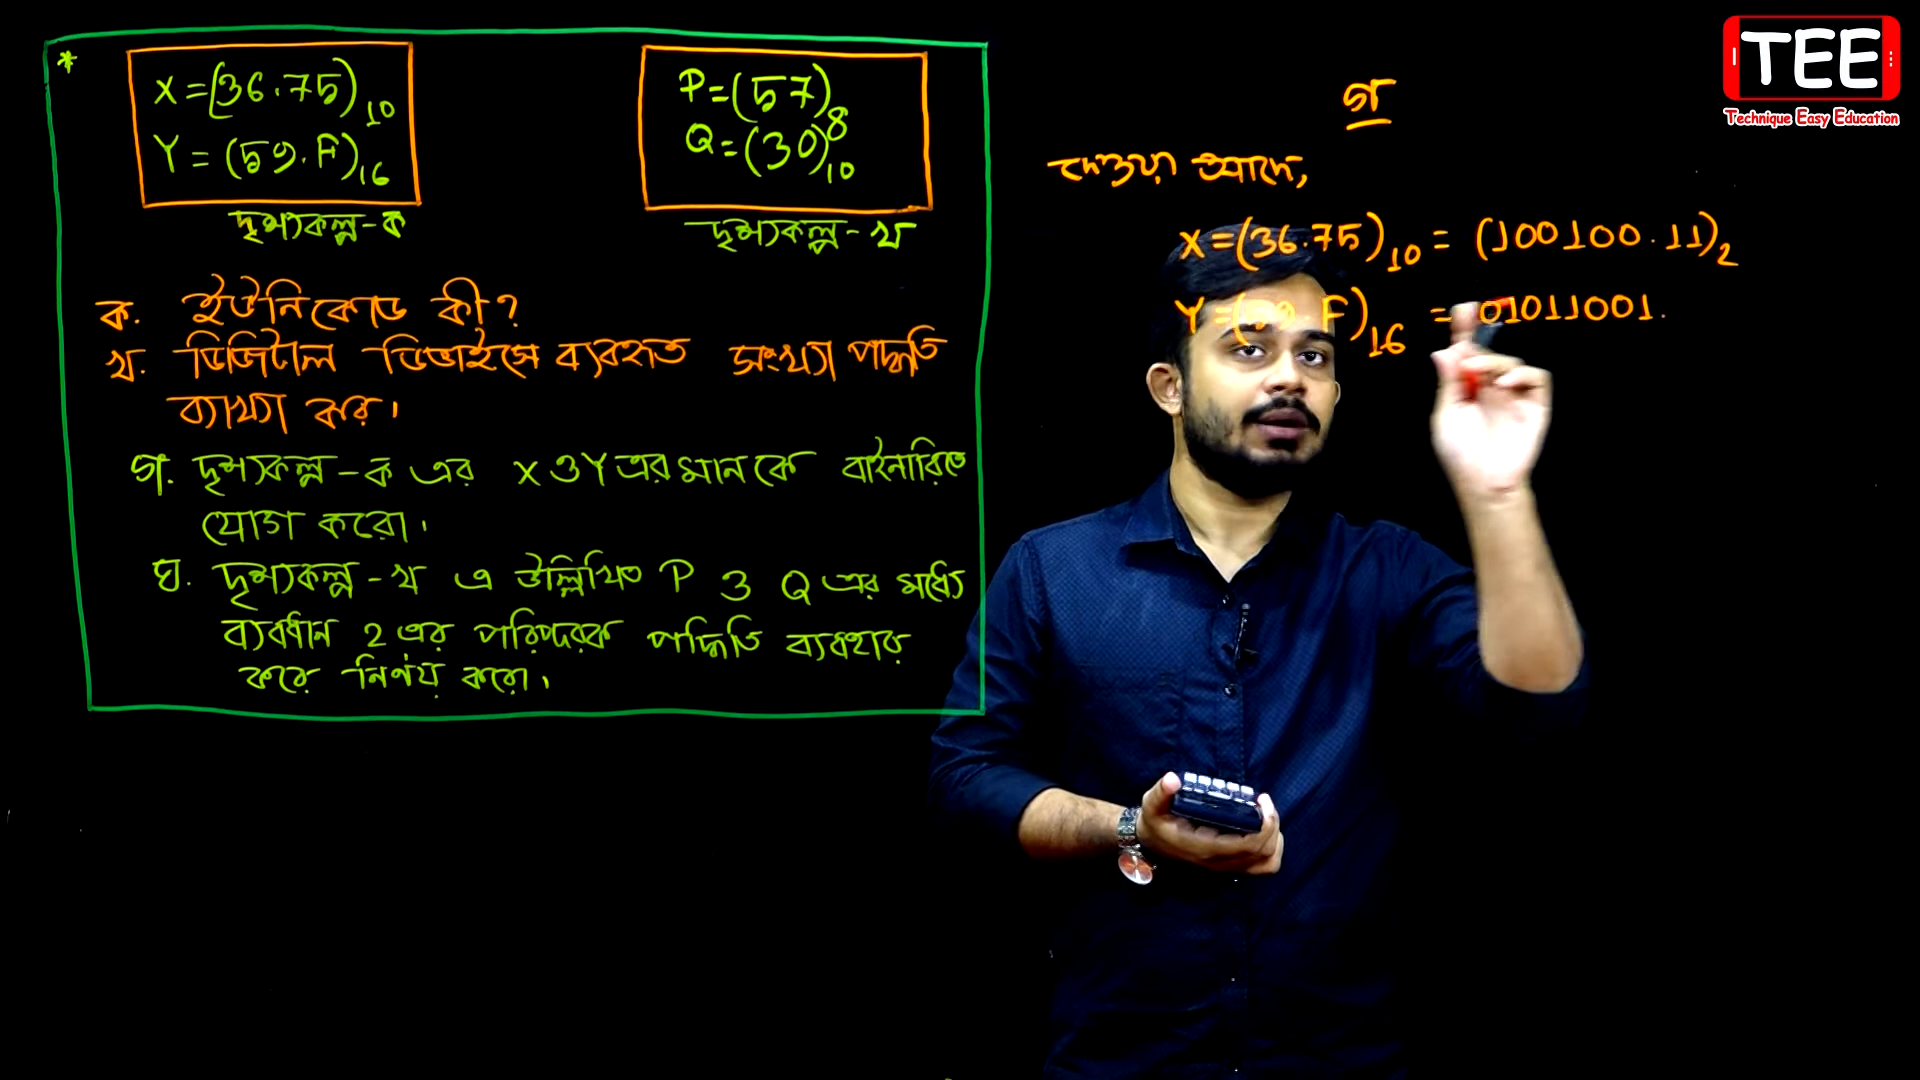 *
X=(36.75)₁₀
Y=(59.F)₁₆
দৃশ্যকল্প-ক
P=(57)₈
Q=(30)₁₀
দৃশ্যকল্প-খ
ক. ইউনিকোড কী?
খ. ডিজিটাল ডিভাইসে ব্যবহৃত সংখ্যা পদ্ধতি
ব্যাখ্যা কর।
গ. দৃশ্যকল্প-ক এর X ও Y এর মানকে বাইনারিতে
যোগ করো।
ঘ. দৃশ্যকল্প-খ এ উল্লিখিত P ও Q এর মধ্যে
ব্যবধান 2 এর পরিপূরক পদ্ধতি ব্যবহার
করে নির্ণয় করো।
গ
দেওয়া আছে,
X=(36.75)₁₀ = (100100.11)₂
Y=(59.F)₁₆ = 01011001.
TEE
Technique Easy Education